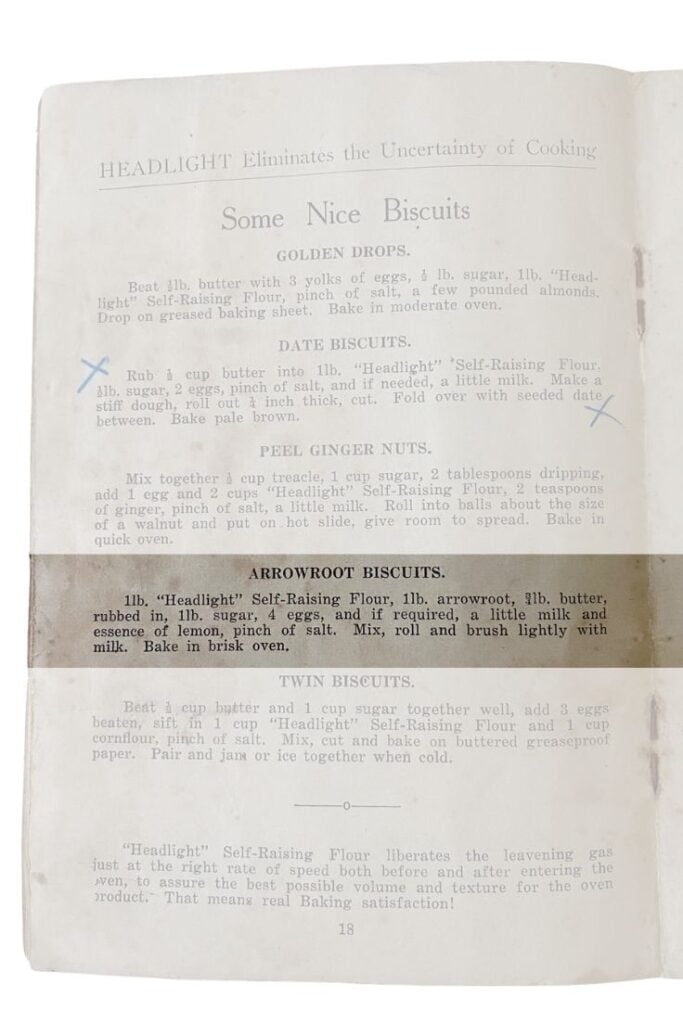 HEADLIGHT Eliminates the Uncertainty of Cooking
Some Nice Biscuits
GOLDEN DROPS.
Beat ½lb. butter with 3 yolks of eggs, ½ lb. sugar, 1lb. “Head-
light” Self-Raising Flour, pinch of salt, a few pounded almonds.
Drop on greased baking sheet. Bake in moderate oven.
DATE BISCUITS.
Rub ½ cup butter into 1lb. “Headlight” Self-Raising Flour.
½lb. sugar, 2 eggs, pinch of salt, and if needed, a little milk. Make a
stiff dough, roll out ¼ inch thick, cut. Fold over with seeded date
between. Bake pale brown.
PEEL GINGER NUTS.
Mix together ½ cup treacle, 1 cup sugar, 2 tablespoons dripping,
add 1 egg and 2 cups “Headlight” Self-Raising Flour, 2 teaspoons
of ginger, pinch of salt, a little milk. Roll into balls about the size
of a walnut and put on hot slide, give room to spread. Bake in
quick oven.
ARROWROOT BISCUITS.
1lb. “Headlight” Self-Raising Flour, 1lb. arrowroot, ¾lb. butter,
rubbed in, 1lb. sugar, 4 eggs, and if required, a little milk and
essence of lemon, pinch of salt. Mix, roll and brush lightly with
milk. Bake in brisk oven.
TWIN BISCUITS.
Beat ½ cup butter and 1 cup sugar together well, add 3 eggs
beaten, sift in 1 cup “Headlight” Self-Raising Flour and 1 cup
cornflour, pinch of salt. Mix, cut and bake on buttered greaseproof
paper. Pair and jam or ice together when cold.
“Headlight” Self-Raising Flour liberates the leavening gas
just at the right rate of speed both before and after entering the
oven, to assure the best possible volume and texture for the oven
product. That means real Baking satisfaction!
18